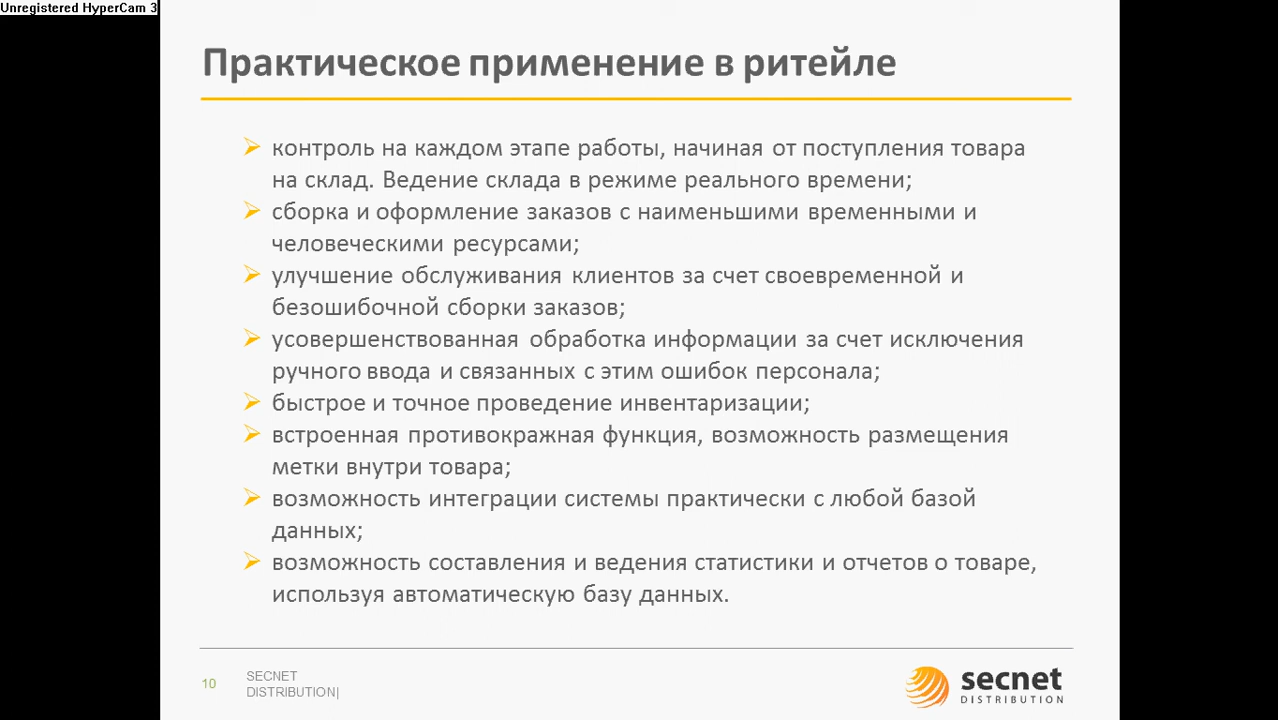 Unregistered HyperCam 3
Практическое применение в ритейле
контроль на каждом этапе работы, начиная от поступления товара
на склад. Ведение склада в режиме реального времени;
сборка и оформление заказов с наименьшими временными и
человеческими ресурсами;
улучшение обслуживания клиентов за счет своевременной и
безошибочной сборки заказов;
усовершенствованная обработка информации за счет исключения
ручного ввода и связанных с этим ошибок персонала;
быстрое и точное проведение инвентаризации;
встроенная противокражная функция, возможность размещения
метки внутри товара;
возможность интеграции системы практически с любой базой
данных;
возможность составления и ведения статистики и отчетов о товаре,
используя автоматическую базу данных.
10
SECNET
DISTRIBUTION|
secnet
DISTRIBUTION